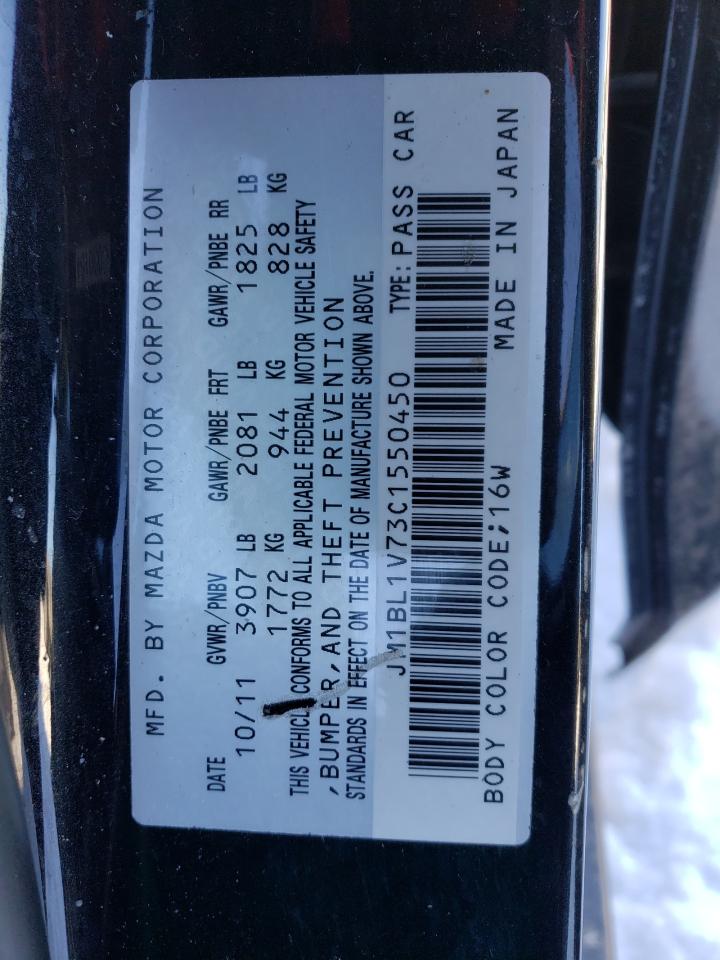 MFD. BY MAZDA MOTOR CORPORATION
DATE GVWR/PNBV GAWR/PNBE FRT GAWR/PNBE RR
10/11 3907 LB 2081 LB 1825 LB
1772 KG 944 KG 828 KG
THIS VEHICLE CONFORMS TO ALL APPLICABLE FEDERAL MOTOR VEHICLE SAFETY
,BUMPER,AND THEFT PREVENTION
STANDARDS IN EFFECT ON THE DATE OF MANUFACTURE SHOWN ABOVE.
JM1BL1V73C1550450 TYPE:PASS CAR
BODY COLOR CODE;16W MADE IN JAPAN